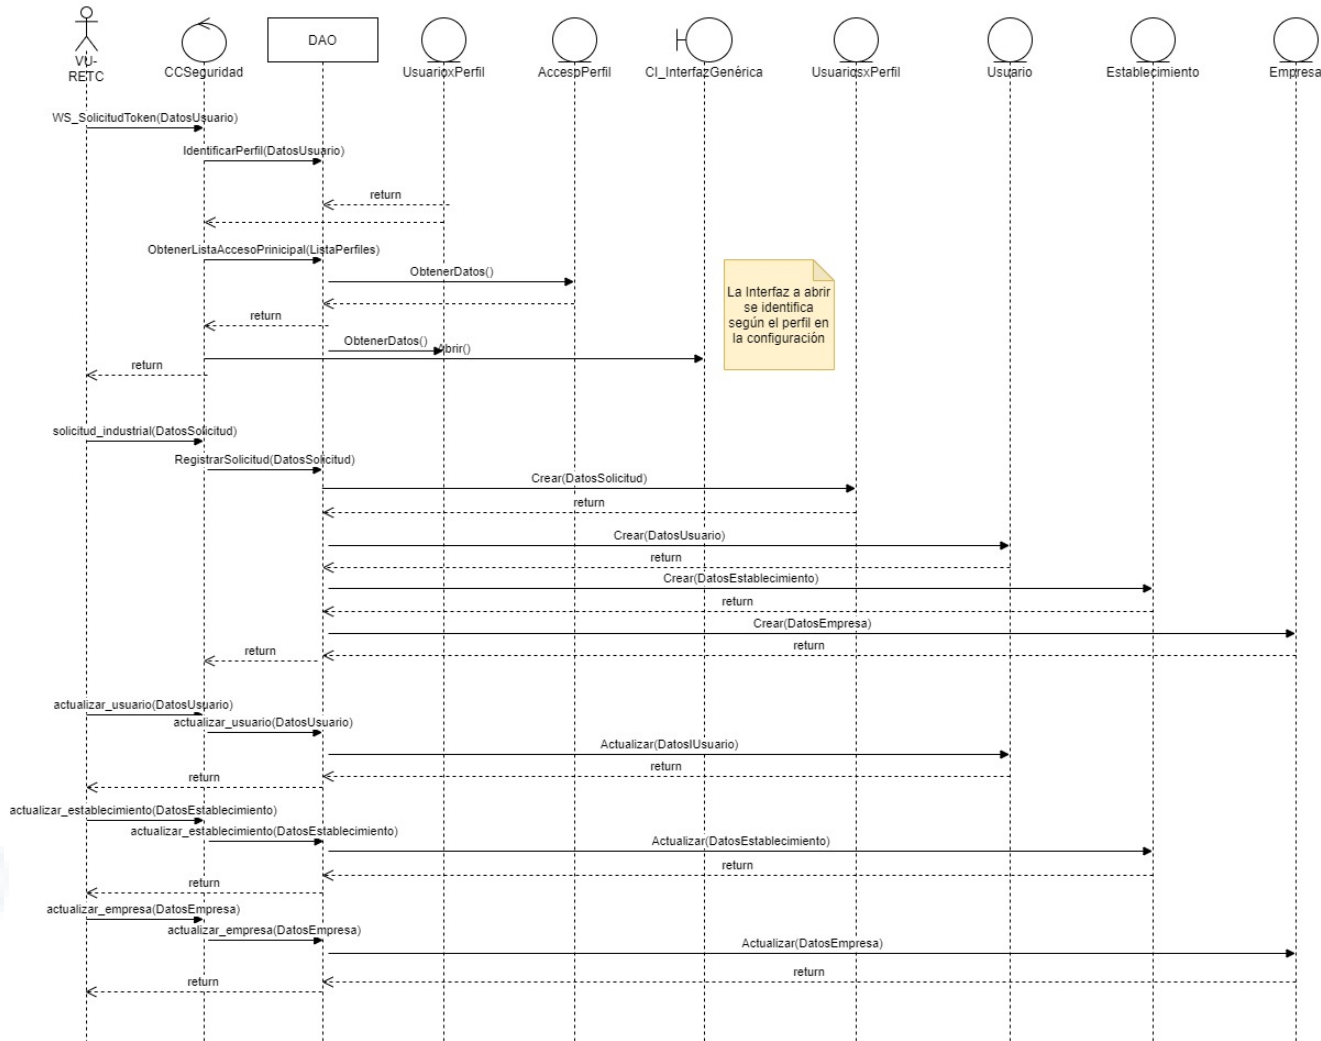 VU-
RETC
CCSeguridad
DAO
UsuarioxPerfil
AccesoPerfil
CI_InterfazGenérica
UsuariosxPerfil
Usuario
Establecimiento
Empresa
WS_SolicitudToken(DatosUsuario)
IdentificarPerfil(DatosUsuario)
return
ObtenerListaAccesoPrinicipal(ListaPerfiles)
ObtenerDatos()
La Interfaz a abrir
se identifica
según el perfil en
la configuración
return
ObtenerDatos()
Abrir()
return
solicitud_industrial(DatosSolicitud)
RegistrarSolicitud(DatosSolicitud)
Crear(DatosSolicitud)
return
Crear(DatosUsuario)
return
Crear(DatosEstablecimiento)
return
Crear(DatosEmpresa)
return
return
actualizar_usuario(DatosUsuario)
actualizar_usuario(DatosUsuario)
Actualizar(DatosIUsuario)
return
return
actualizar_establecimiento(DatosEstablecimiento)
actualizar_establecimiento(DatosEstablecimiento)
Actualizar(DatosEstablecimiento)
return
return
actualizar_empresa(DatosEmpresa)
actualizar_empresa(DatosEmpresa)
Actualizar(DatosEmpresa)
return
return